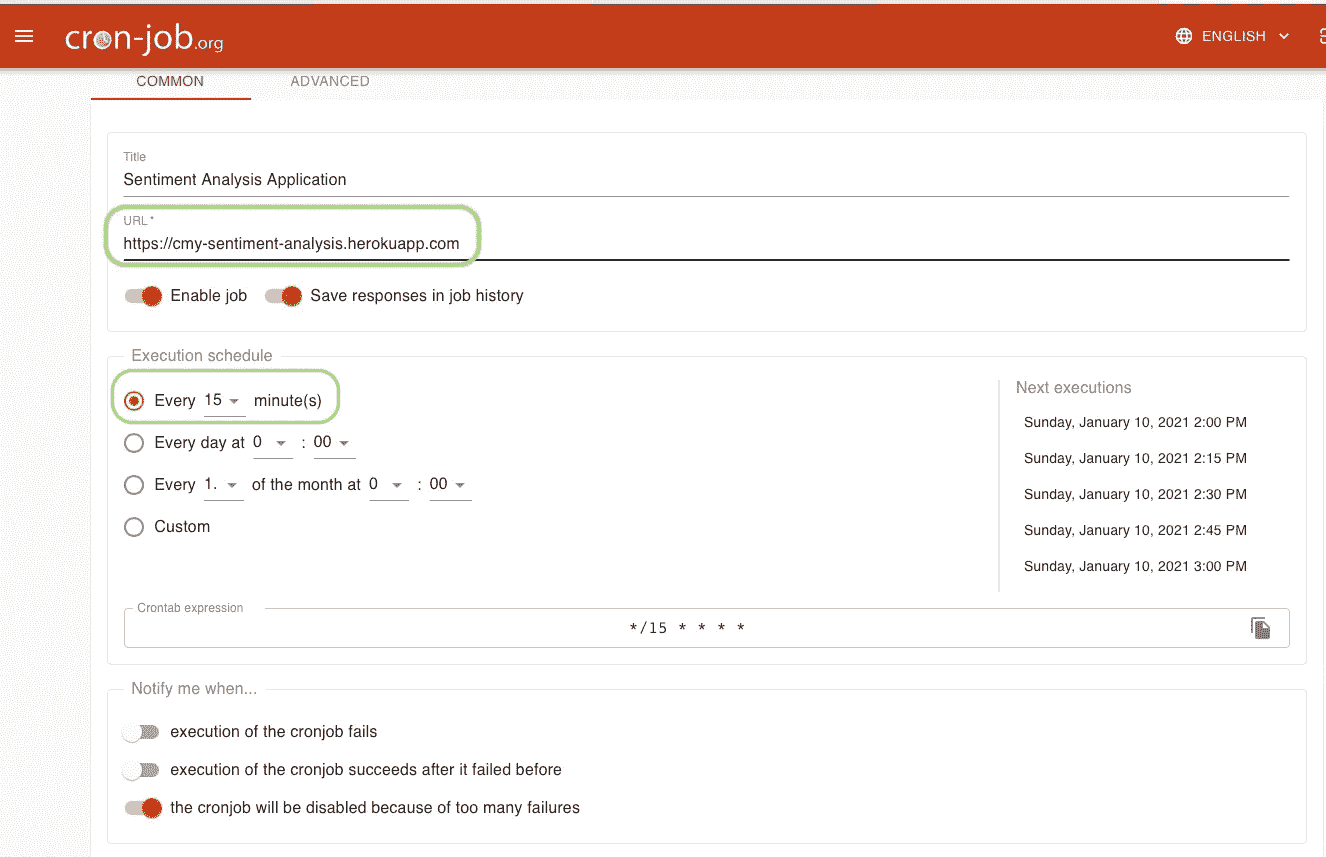 cron-job.org
ENGLISH
COMMON ADVANCED
Title
Sentiment Analysis Application
URL *
https://cmy-sentiment-analysis.herokuapp.com
Enable job Save responses in job history
Execution schedule
Every 15 minute(s)
Every day at 0 : 00
Every 1. of the month at 0 : 00
Custom
Next executions
Sunday, January 10, 2021 2:00 PM
Sunday, January 10, 2021 2:15 PM
Sunday, January 10, 2021 2:30 PM
Sunday, January 10, 2021 2:45 PM
Sunday, January 10, 2021 3:00 PM
Crontab expression
*/15 * * * *
Notify me when...
execution of the cronjob fails
execution of the cronjob succeeds after it failed before
the cronjob will be disabled because of too many failures